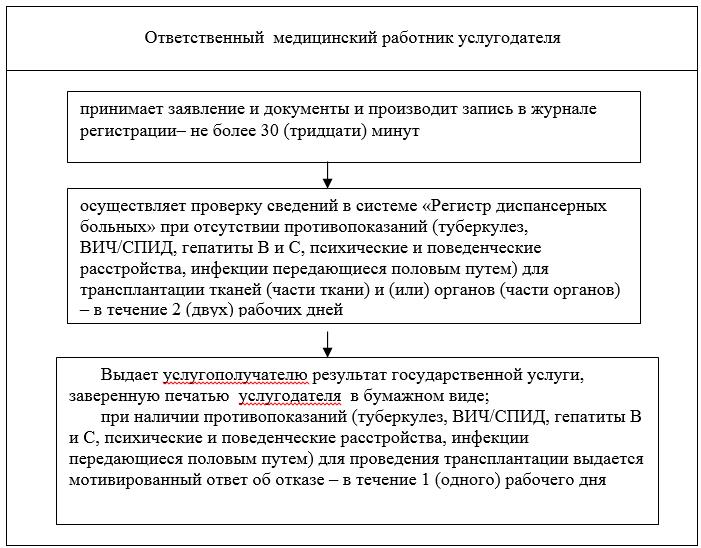 Ответственный  медицинский работник услугодателя
принимает заявление и документы и производит запись в журнале
регистрации– не более 30 (тридцати) минут
осуществляет проверку сведений в системе «Регистр диспансерных
больных» при отсутствии противопоказаний (туберкулез,
ВИЧ/СПИД, гепатиты В и С, психические и поведенческие
расстройства, инфекции передающиеся половым путем) для
трансплантации тканей (части ткани) и (или) органов (части органов)
– в течение 2 (двух) рабочих дней
Выдает услугополучателю результат государственной услуги,
заверенную печатью  услугодателя  в бумажном виде;
при наличии противопоказаний (туберкулез, ВИЧ/СПИД, гепатиты В
и С, психические и поведенческие расстройства, инфекции
передающиеся половым путем) для проведения трансплантации выдается
мотивированный ответ об отказе – в течение 1 (одного) рабочего дня